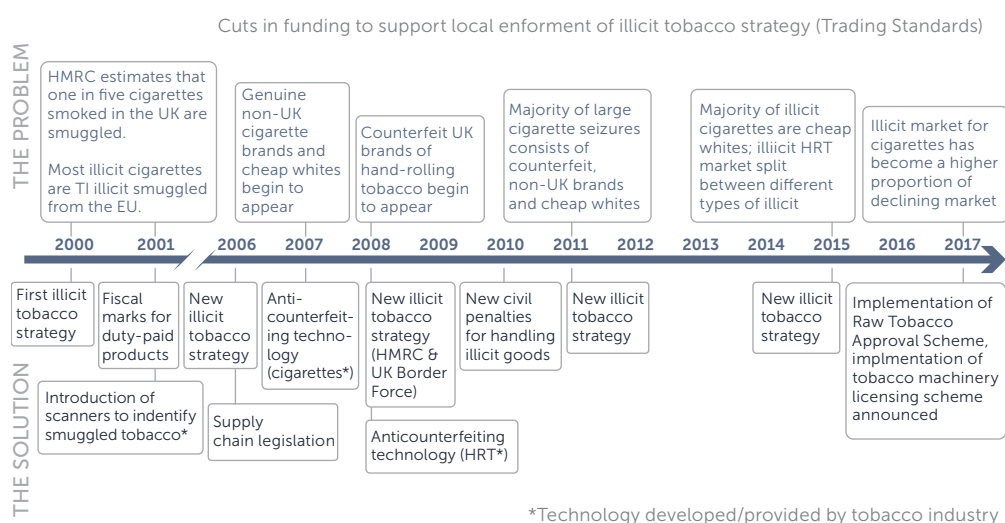 Cuts in funding to support local enforment of illicit tobacco strategy (Trading Standards)
THE PROBLEM
HMRC estimates that
one in five cigarettes
smoked in the UK are
smuggled.
Most illicit cigarettes
are TI illicit smuggled
from the EU.
Genuine
non-UK
cigarette
brands and
cheap whites
begin to
appear
Counterfeit UK
brands of
hand-rolling
tobacco begin
to appear
Majority of large
cigarette seizures
consists of
counterfeit,
non-UK brands
and cheap whites
Majority of illicit
cigarettes are cheap
whites; illiicit HRT
market split
between different
types of illicit
Illicit market for
cigarettes has
become a higher
proportion of
declining market
2000 2001 2006 2007 2008 2009 2010 2011 2012 2013 2014 2015 2016 2017
THE SOLUTION
First illicit
tobacco
strategy
Fiscal
marks for
duty-paid
products
Introduction of
scanners to indentify
smuggled tobacco*
New
illicit
tobacco
strategy
Supply
chain legislation
Anti-
counterfeit-
ing techno-
logy
(cigarettes*)
New illicit
tobacco
strategy
(HMRC &
UK Border
Force)
Anticounterfeiting
technology (HRT*)
New civil
penalties
for handling
illicit goods
New illicit
tobacco
strategy
New illicit
tobacco
strategy
Implementation of
Raw Tobacco
Approval Scheme,
implmentation of
tobacco machinery
licensing scheme
announced
*Technology developed/provided by tobacco industry